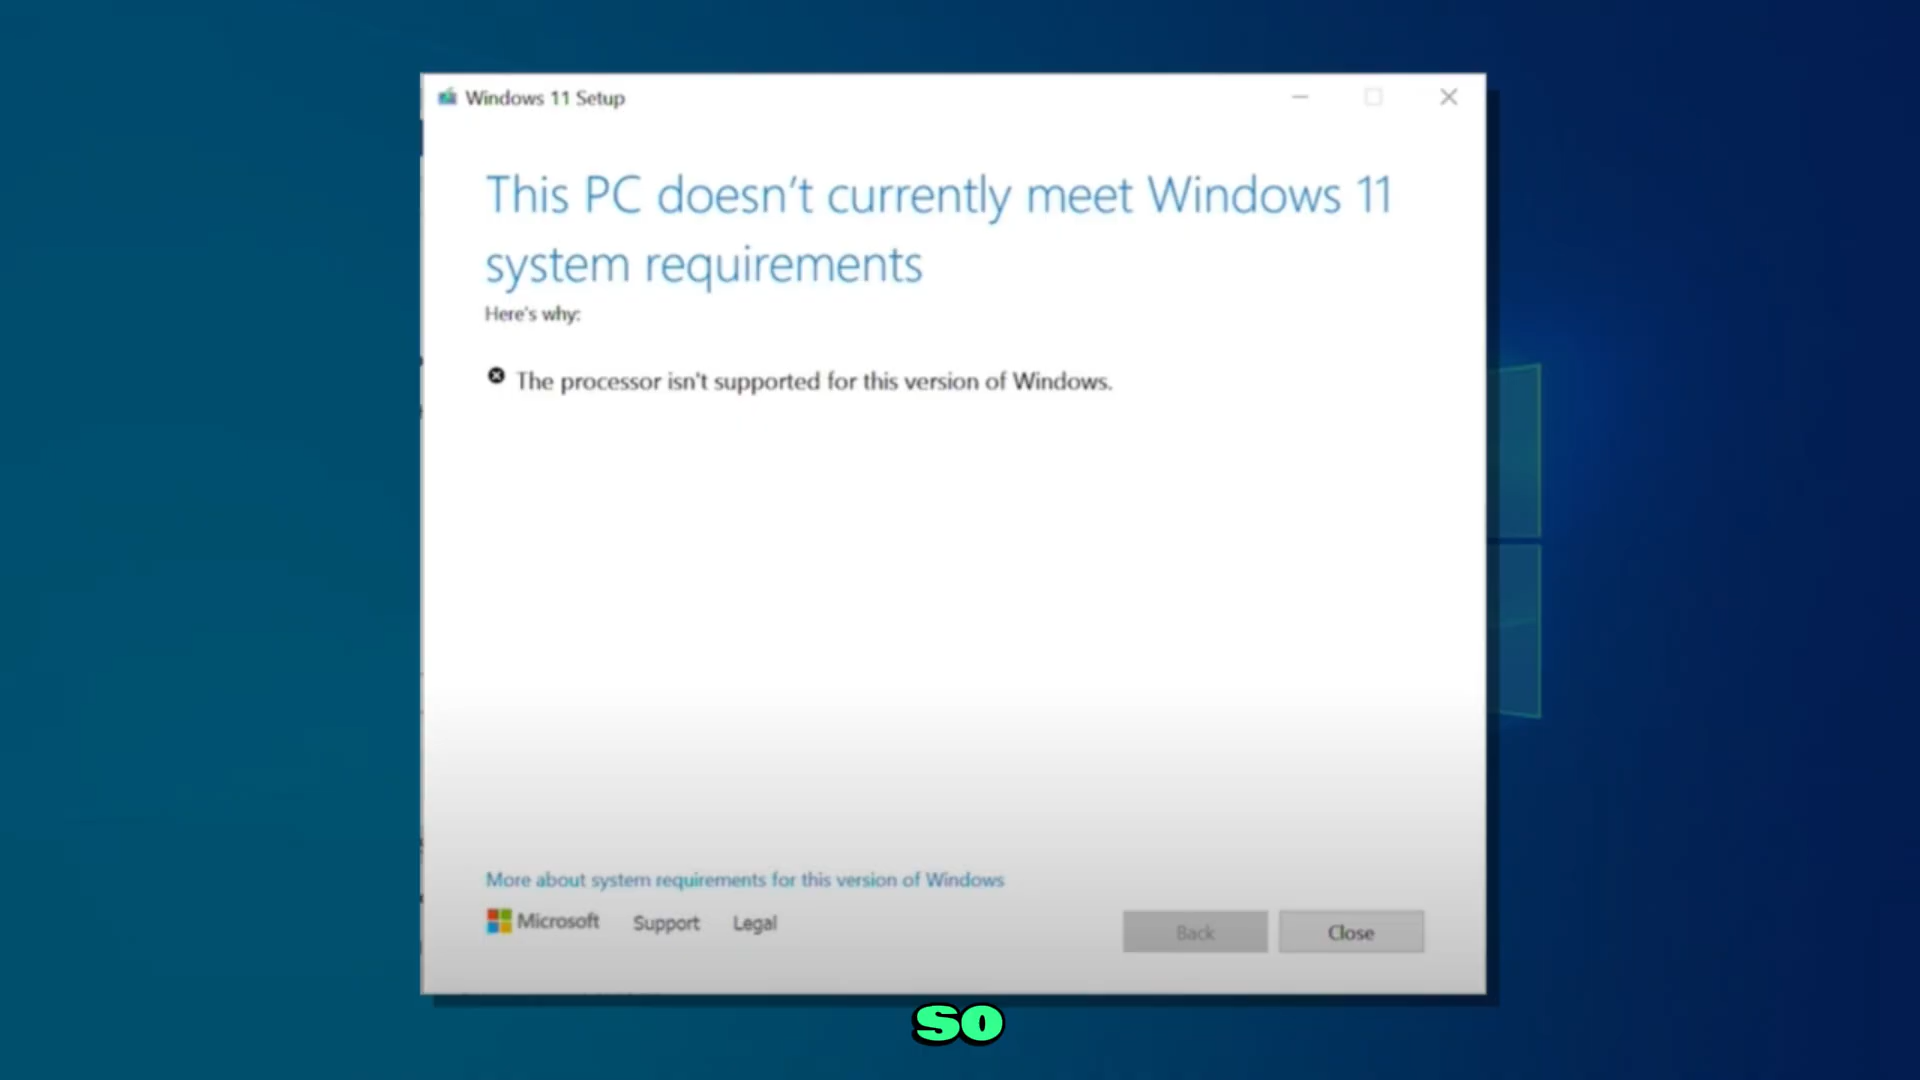 Windows 11 Setup
This PC doesn't currently meet Windows 11
system requirements
Here's why:
The processor isn't supported for this version of Windows.
More about system requirements for this version of Windows
Microsoft Support Legal
Back Close
SO